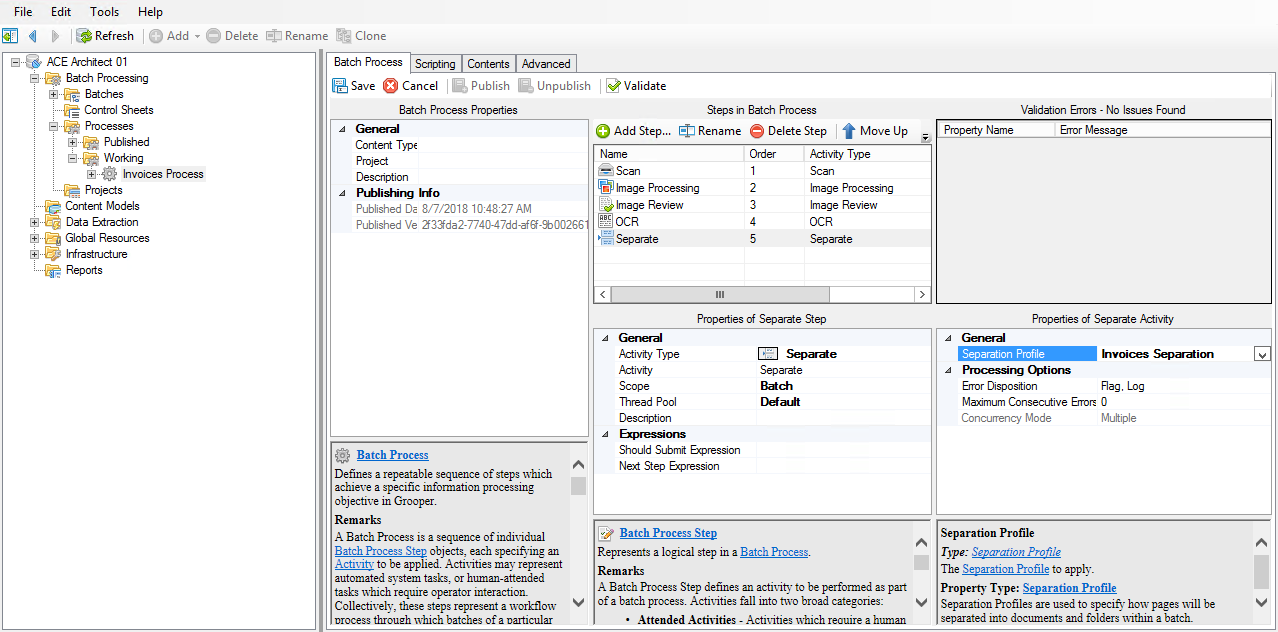 File Edit Tools Help
Refresh Add Delete Rename Clone
ACE Architect 01
Batch Processing
Batches
Control Sheets
Processes
Published
Working
Invoices Process
Projects
Content Models
Data Extraction
Global Resources
Infrastructure
Reports
Batch Process Scripting Contents Advanced
Save Cancel Publish Unpublish Validate
Batch Process Properties
General
Content Type
Project
Description
Publishing Info
Published Da 8/7/2018 10:48:27 AM
Published Ve 2f33fda2-7740-47dd-af6f-9b002661
Batch Process
Defines a repeatable sequence of steps which
achieve a specific information processing
objective in Grooper.
Remarks
A Batch Process is a sequence of individual
Batch Process Step objects, each specifying an
Activity to be applied. Activities may represent
automated system tasks, or human-attended
tasks which require operator interaction.
Collectively, these steps represent a workflow
process through which batches of a particular
Steps in Batch Process
Add Step... Rename Delete Step Move Up
Name Order Activity Type
Scan 1 Scan
Image Processing 2 Image Processing
Image Review 3 Image Review
OCR 4 OCR
Separate 5 Separate
Properties of Separate Step
General
Activity Type Separate
Activity Separate
Scope Batch
Thread Pool Default
Description
Expressions
Should Submit Expression
Next Step Expression
Batch Process Step
Represents a logical step in a Batch Process.
Remarks
A Batch Process Step defines an activity to be performed as part
of a batch process. Activities fall into two broad categories:
• Attended Activities - Activities which require a human
Validation Errors - No Issues Found
Property Name Error Message
Properties of Separate Activity
General
Separation Profile Invoices Separation
Processing Options
Error Disposition Flag, Log
Maximum Consecutive Errors 0
Concurrency Mode Multiple
Separation Profile
Type: Separation Profile
The Separation Profile to apply.
Property Type: Separation Profile
Separation Profiles are used to specify how pages will be
separated into documents and folders within a batch.